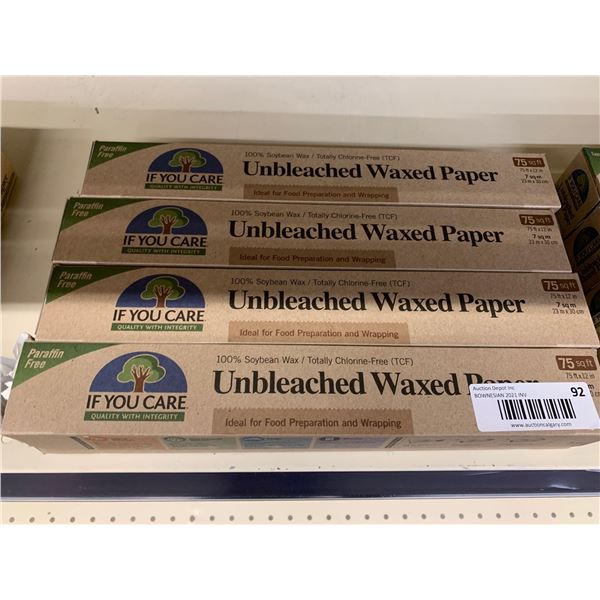 Paraffin
Free
IF YOU CARE
QUALITY WITH INTEGRITY
100% Soybean Wax / Totally Chlorine-Free (TCF)
Unbleached Waxed Paper
Ideal for Food Preparation and Wrapping
75 sq ft
75 ft x 12 in
7 sq m
23 m x 30 cm
Paraffin
Free
IF YOU CARE
QUALITY WITH INTEGRITY
100% Soybean Wax / Totally Chlorine-Free (TCF)
Unbleached Waxed Paper
Ideal for Food Preparation and Wrapping
75 sq ft
75 ft x 12 in
7 sq m
23 m x 30 cm
Paraffin
Free
IF YOU CARE
QUALITY WITH INTEGRITY
100% Soybean Wax / Totally Chlorine-Free (TCF)
Unbleached Waxed Paper
Ideal for Food Preparation and Wrapping
75 sq ft
75 ft x 12 in
7 sq m
23 m x 30 cm
Paraffin
Free
IF YOU CARE
QUALITY WITH INTEGRITY
100% Soybean Wax / Totally Chlorine-Free (TCF)
Unbleached Waxed Paper
Ideal for Food Preparation and Wrapping
75 sq ft
75 ft x 12 in
Auction Depot Inc
BOWNESIAN 2021 INV
92
www.auctioncalgary.com